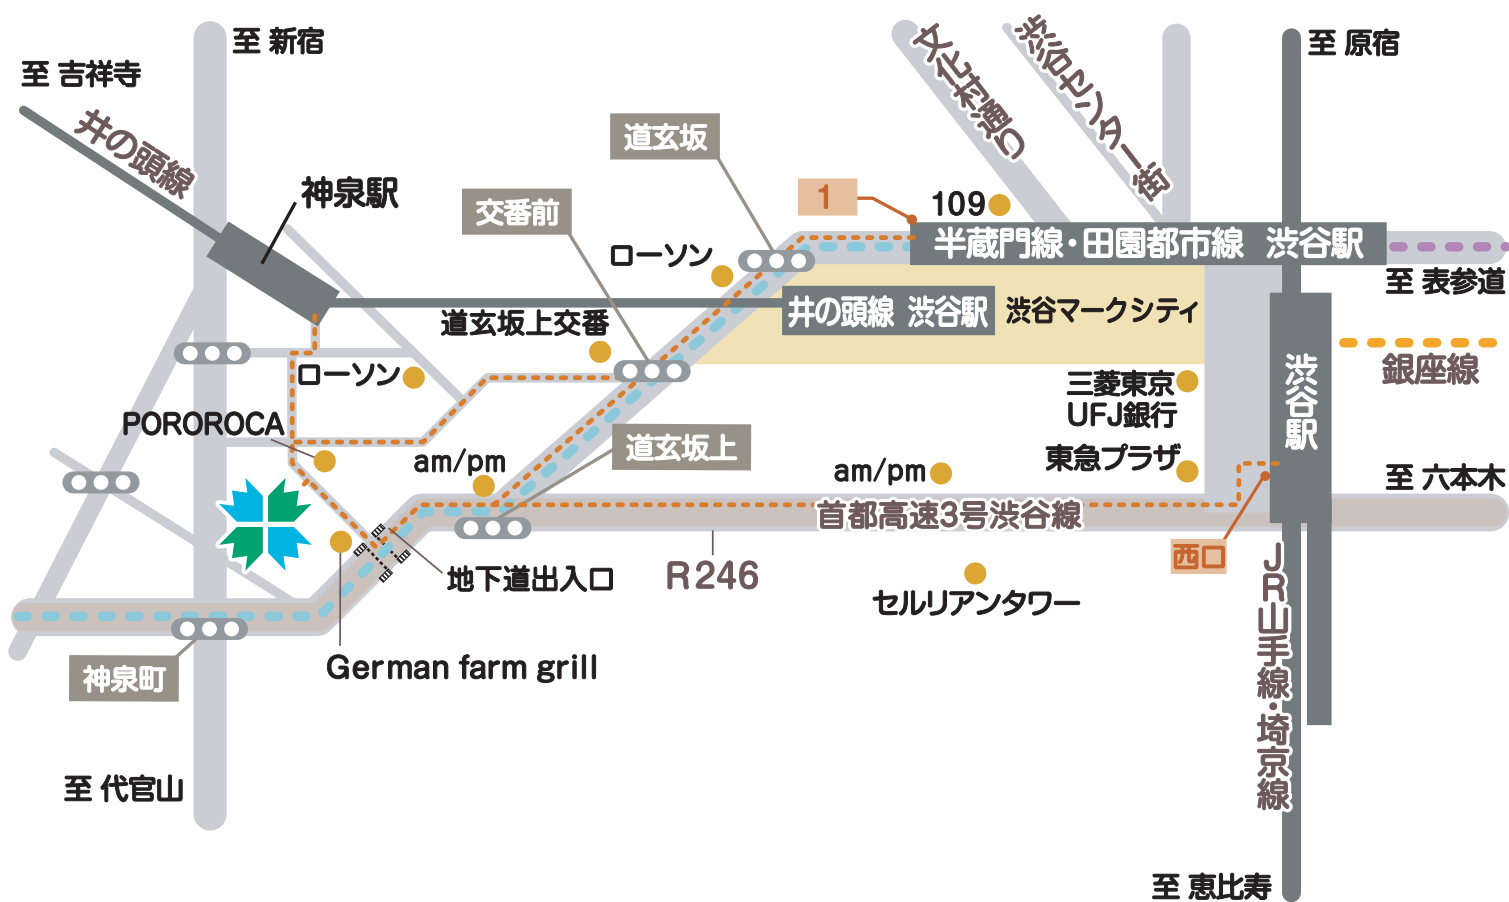 至 新宿
至 吉祥寺
井の頭線
神泉駅
道玄坂
交番前
文化村通り
渋谷センター街
至 原宿
1
109
半蔵門線・田園都市線 渋谷駅
至 表参道
ローソン
井の頭線 渋谷駅
渋谷マークシティ
道玄坂上交番
ローソン
銀座線
渋谷駅
三菱東京
UFJ銀行
POROROCA
am/pm
道玄坂上
am/pm
東急プラザ
至 六本木
首都高速3号渋谷線
西口
R246
地下道出入口
セルリアンタワー
German farm grill
神泉町
JR山手線・埼京線
至 代官山
至 恵比寿